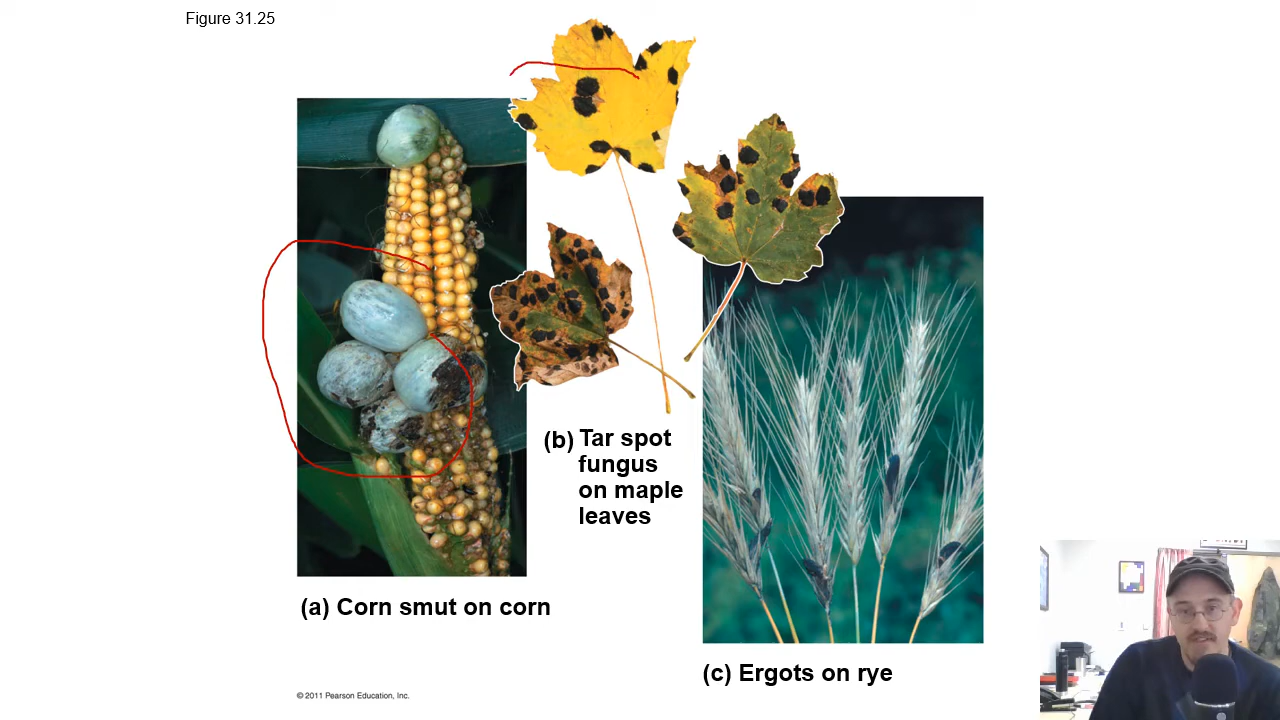 Figure 31.25
(b) Tar spot
fungus
on maple
leaves
(a) Corn smut on corn
(c) Ergots on rye
© 2011 Pearson Education, Inc.